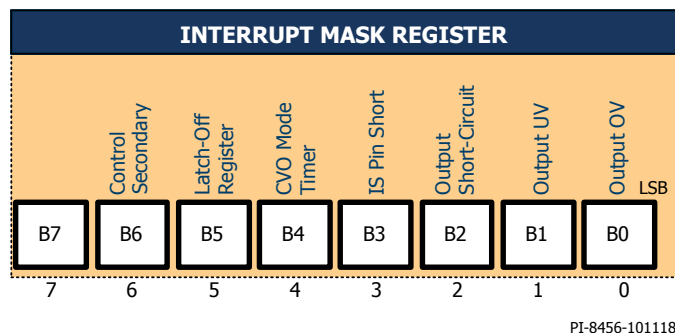 INTERRUPT MASK REGISTER
Control
Secondary
Latch-Off
Register
CVO Mode
Timer
IS Pin Short
Output
Short-Circuit
Output UV
Output OV
LSB
B7 B6 B5 B4 B3 B2 B1 B0
7 6 5 4 3 2 1 0
PI-8456-101118